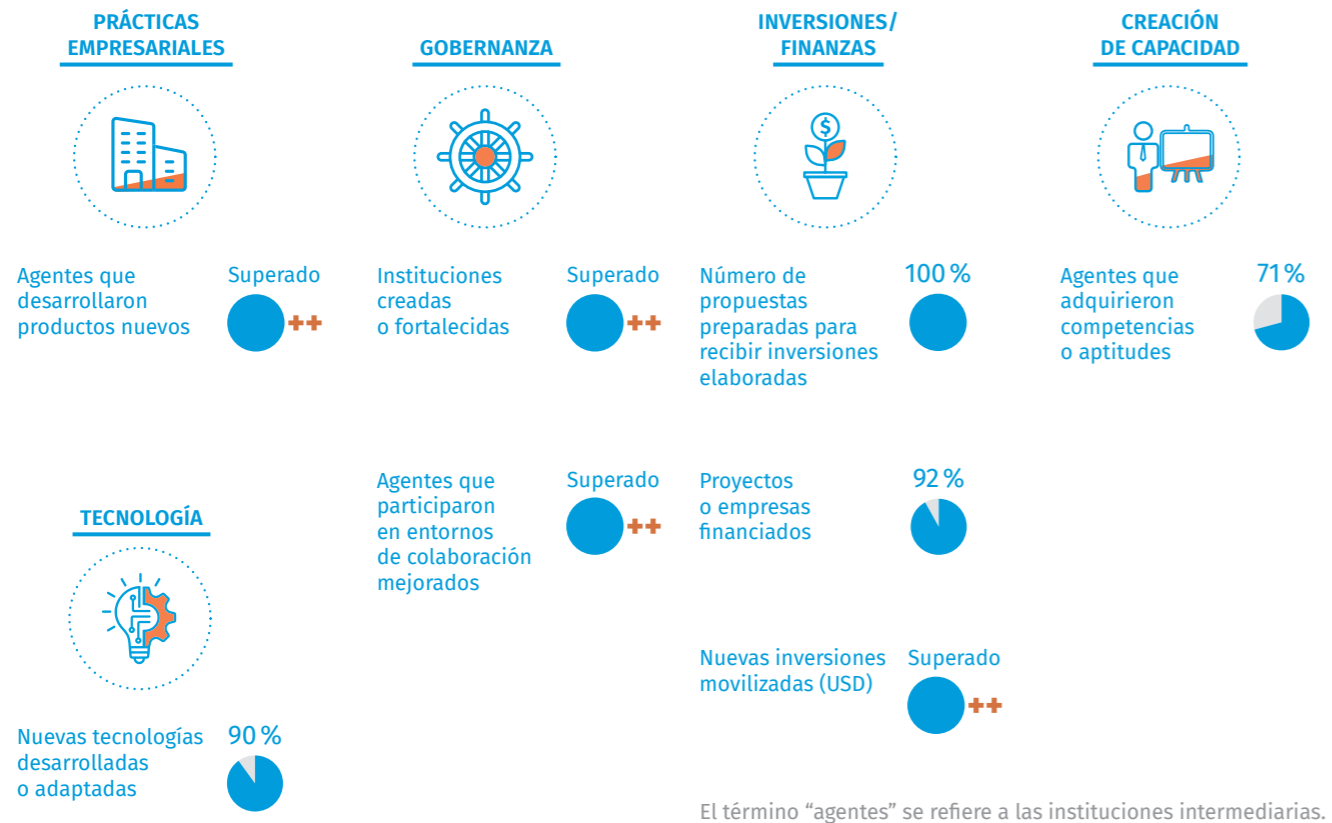 PRÁCTICAS
EMPRESARIALES
Agentes que
desarrollaron
productos nuevos
Superado
++
TECNOLOGÍA
Nuevas tecnologías
desarrolladas
o adaptadas
90 %
GOBERNANZA
Instituciones
creadas
o fortalecidas
Superado
++
Agentes que
participaron
en entornos
de colaboración
mejorados
Superado
++
INVERSIONES/
FINANZAS
$
Número de
propuestas
preparadas para
recibir inversiones
elaboradas
100 %
Proyectos
o empresas
financiados
92 %
Nuevas inversiones
movilizadas (USD)
Superado
++
CREACIÓN
DE CAPACIDAD
Agentes que
adquirieron
competencias
o aptitudes
71 %
El término “agentes” se refiere a las instituciones intermediarias.